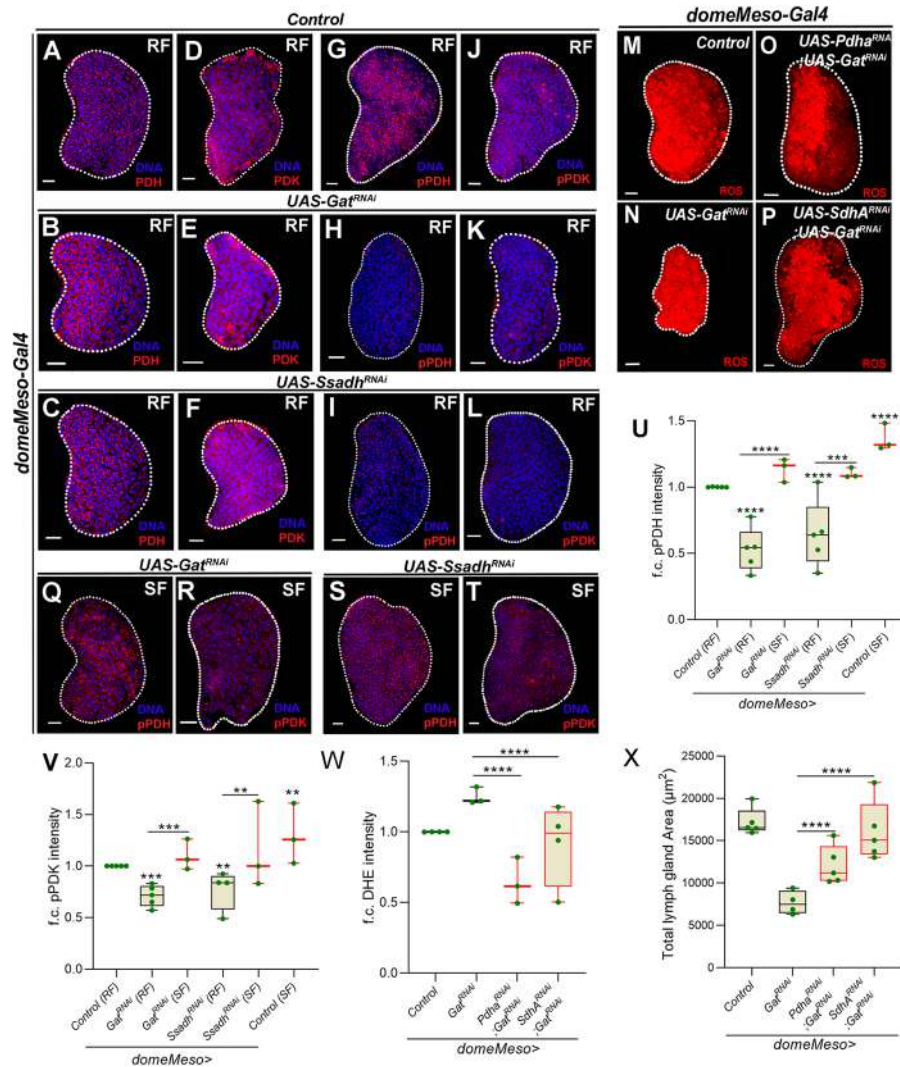 Control
domeMeso-Gal4
A RF DNA PDH
D RF DNA PDK
G RF DNA pPDH
J RF DNA pPDK
M Control ROS
O UAS-Pdha^RNAi ;UAS-Gat^RNAi ROS
UAS-Gat^RNAi
B RF DNA PDH
E RF DNA PDK
H RF DNA pPDH
K RF DNA pPDK
N UAS-Gat^RNAi ROS
P UAS-SdhA^RNAi ;UAS-Gat^RNAi ROS
domeMeso-Gal4
UAS-Ssadh^RNAi
C RF DNA PDH
F RF DNA PDK
I RF DNA pPDH
L RF DNA pPDH
UAS-Gat^RNAi
UAS-Ssadh^RNAi
Q SF DNA pPDH
R SF DNA pPDK
S SF DNA pPDH
T SF DNA pPDK
U
f.c. pPDH intensity
1.5
1.0
0.5
0.0
****
****
****
***
****
Control (RF)
Gat^RNAi (RF)
Gat^RNAi (SF)
Ssadh^RNAi (RF)
Ssadh^RNAi (SF)
Control (SF)
domeMeso>
V
f.c. pPDK intensity
2.0
1.5
1.0
0.5
0.0
***
***
**
**
**
Control (RF)
Gat^RNAi (RF)
Gat^RNAi (SF)
Ssadh^RNAi (RF)
Ssadh^RNAi (SF)
Control (SF)
domeMeso>
W
f.c. DHE intensity
1.5
1.0
0.5
0.0
****
****
Control
Gat^RNAi
Pdha^RNAi
;Gat^RNAi
SdhA^RNAi
;Gat^RNAi
domeMeso>
X
Total lymph gland Area (µm²)
25000
20000
15000
10000
5000
0
****
****
Control
Gat^RNAi
Pdha^RNAi
;Gat^RNAi
SdhA^RNAi
;Gat^RNAi
domeMeso>